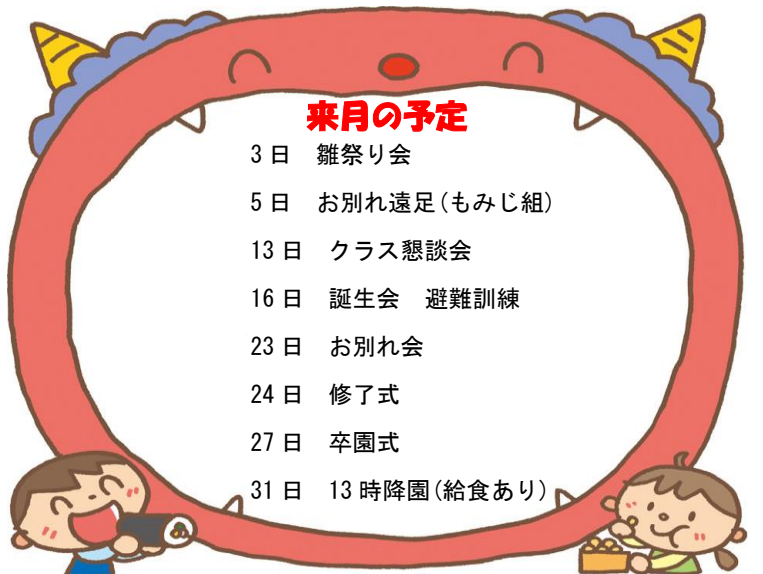 来月の予定
3日　雛祭り会
5日　お別れ遠足(もみじ組)
13日　クラス懇談会
16日　誕生会　避難訓練
23日　お別れ会
24日　修了式
27日　卒園式
31日　13時降園(給食あり)